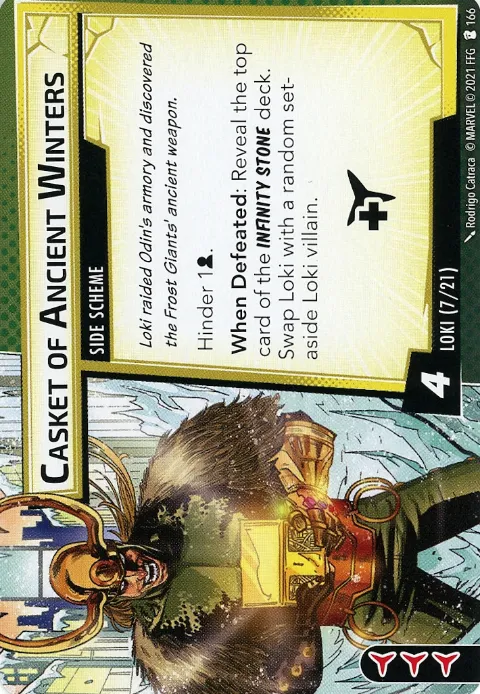 CASKET OF ANCIENT WINTERS
SIDE SCHEME
Loki raided Odin's armory and discovered
the Frost Giants' ancient weapon.
Hinder 1.
When Defeated: Reveal the top
card of the INFINITY STONE deck.
Swap Loki with a random set-
aside Loki villain.
4
LOKI (7/21)
Rodrigo Catraca © MARVEL © 2021 FFG 166